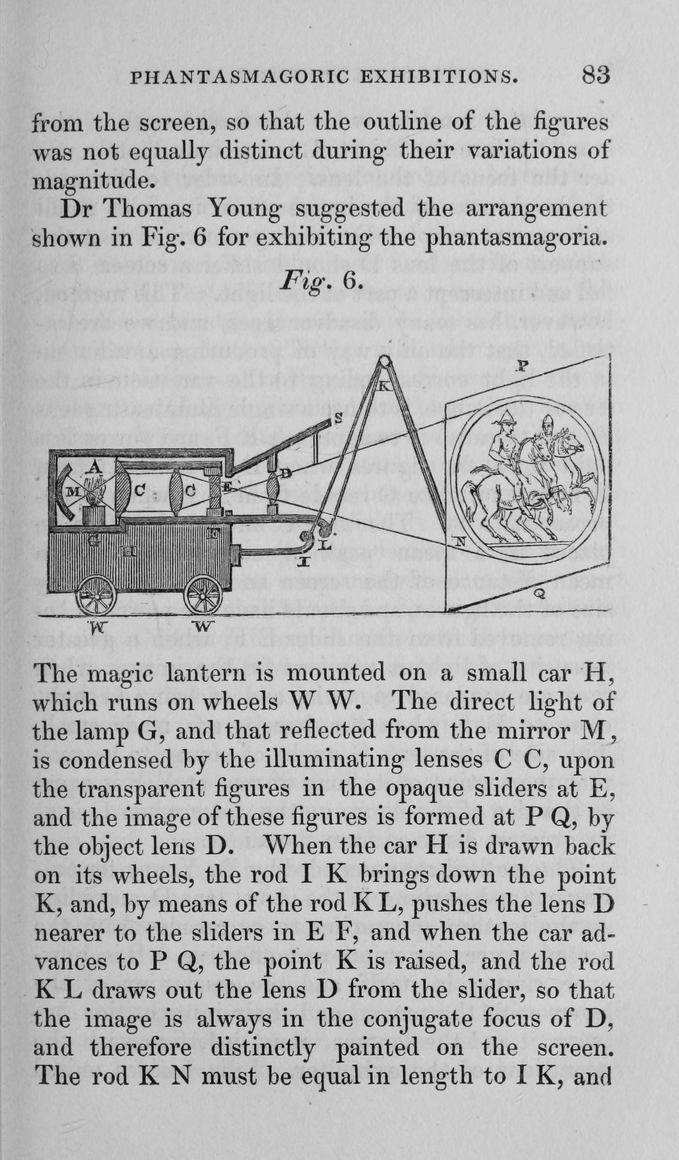 PHANTASMAGORIC EXHIBITIONS. 83
from the screen, so that the outline of the figures
was not equally distinct during their variations of
magnitude.
Dr Thomas Young suggested the arrangement
shown in Fig. 6 for exhibiting the phantasmagoria.
Fig. 6.
P
K
S
A
M
C
C
E
D
G
H
F
L
I
N
Q
W
W
The magic lantern is mounted on a small car H,
which runs on wheels W W. The direct light of
the lamp G, and that reflected from the mirror M,
is condensed by the illuminating lenses C C, upon
the transparent figures in the opaque sliders at E,
and the image of these figures is formed at P Q, by
the object lens D. When the car H is drawn back
on its wheels, the rod I K brings down the point
K, and, by means of the rod K L, pushes the lens D
nearer to the sliders in E F, and when the car ad-
vances to P Q, the point K is raised, and the rod
K L draws out the lens D from the slider, so that
the image is always in the conjugate focus of D,
and therefore distinctly painted on the screen.
The rod K N must be equal in length to I K, and